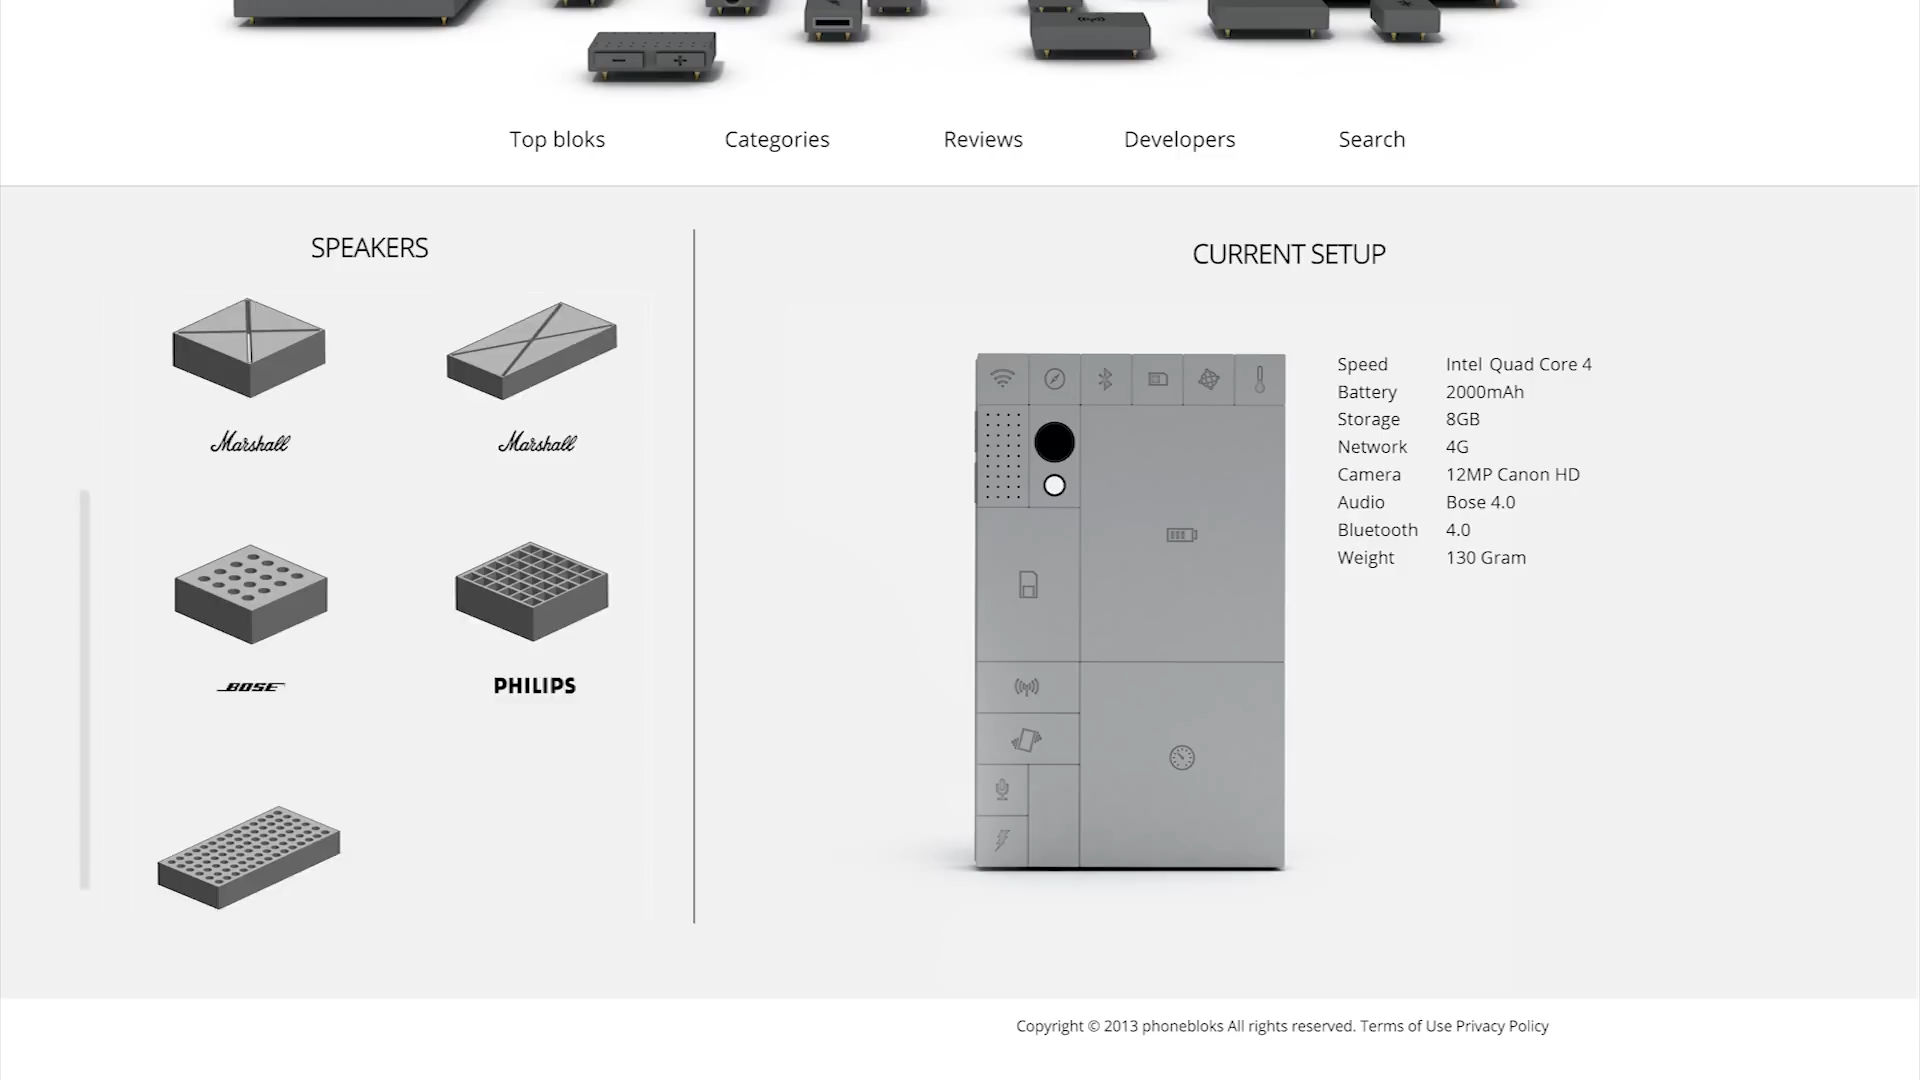 Top bloks
Categories
Reviews
Developers
Search
SPEAKERS
Marshall
Marshall
BOSE
PHILIPS
CURRENT SETUP
Speed Intel Quad Core 4
Battery 2000mAh
Storage 8GB
Network 4G
Camera 12MP Canon HD
Audio Bose 4.0
Bluetooth 4.0
Weight 130 Gram
Copyright © 2013 phonebloks All rights reserved. Terms of Use Privacy Policy